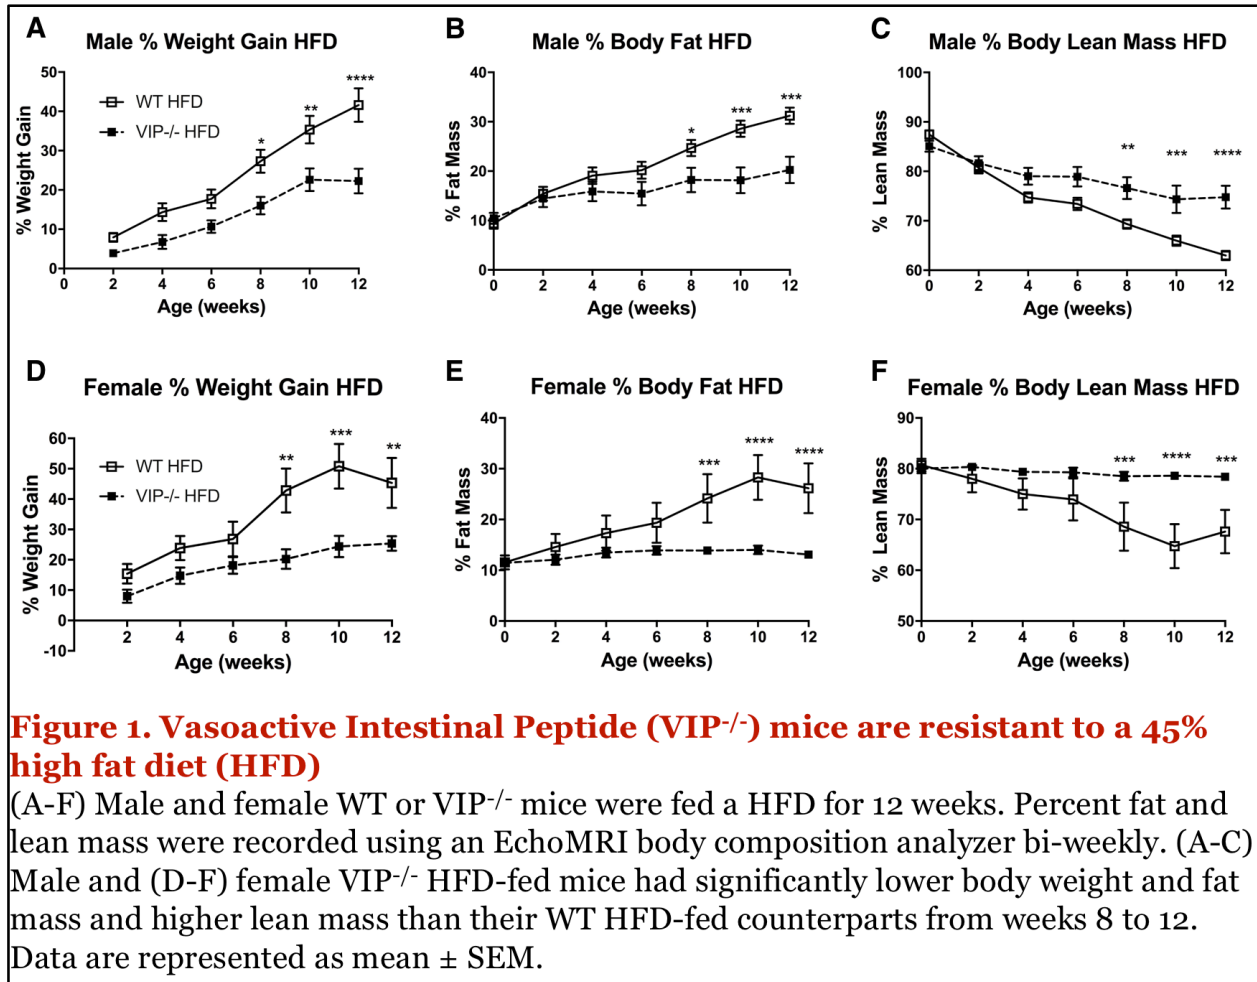 A
Male % Weight Gain HFD
% Weight Gain
50
40
30
20
10
0
WT HFD
VIP-/- HFD
*
**
****
0 2 4 6 8 10 12
Age (weeks)
B
Male % Body Fat HFD
% Fat Mass
40
30
20
10
0
*
***
***
0 2 4 6 8 10 12
Age (weeks)
C
Male % Body Lean Mass HFD
% Lean Mass
100
90
80
70
60
**
***
****
0 2 4 6 8 10 12
Age (weeks)
D
Female % Weight Gain HFD
% Weight Gain
60
50
40
30
20
10
0
-10
WT HFD
VIP-/- HFD
**
***
**
2 4 6 8 10 12
Age (weeks)
E
Female % Body Fat HFD
% Fat Mass
40
30
20
10
0
***
****
****
0 2 4 6 8 10 12
Age (weeks)
F
Female % Body Lean Mass HFD
% Lean Mass
90
80
70
60
50
***
****
***
0 2 4 6 8 10 12
Age (weeks)
Figure 1. Vasoactive Intestinal Peptide (VIP-/-) mice are resistant to a 45%
high fat diet (HFD)
(A-F) Male and female WT or VIP-/- mice were fed a HFD for 12 weeks. Percent fat and
lean mass were recorded using an EchoMRI body composition analyzer bi-weekly. (A-C)
Male and (D-F) female VIP-/- HFD-fed mice had significantly lower body weight and fat
mass and higher lean mass than their WT HFD-fed counterparts from weeks 8 to 12.
Data are represented as mean ± SEM.